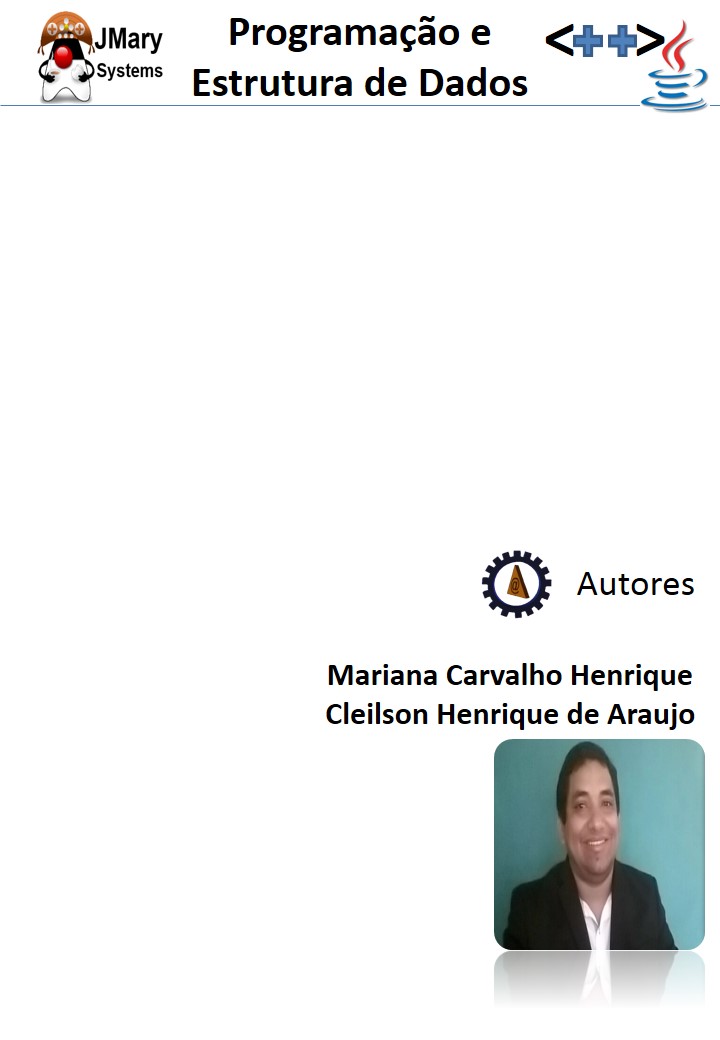 JMary
Systems
Programação e
Estrutura de Dados
<++>
Autores
Mariana Carvalho Henrique
Cleilson Henrique de Araujo